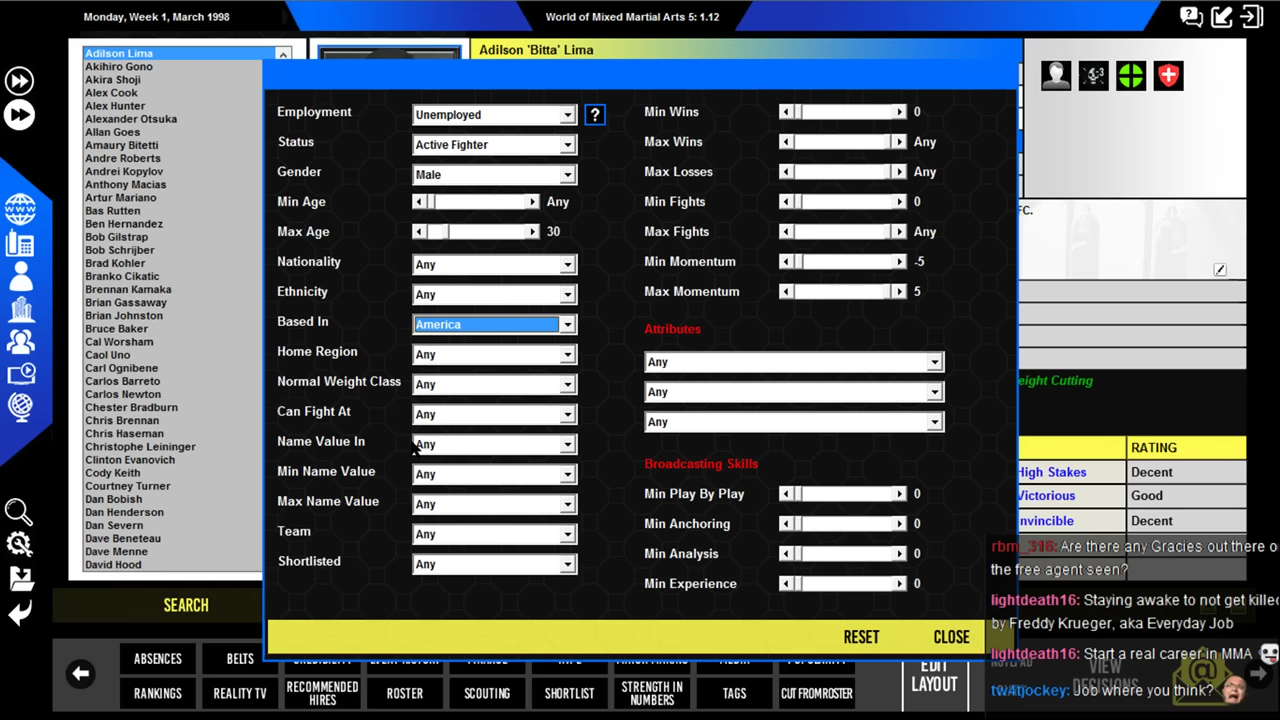 Monday, Week 1, March 1998
World of Mixed Martial Arts 5: 1.12
Adilson Lima
Akihiro Gono
Akira Shoji
Alex Cook
Alex Hunter
Alexander Otsuka
Allan Goes
Amaury Bitetti
Andre Roberts
Andrei Kopylov
Anthony Macias
Artur Mariano
Bas Rutten
Ben Hernandez
Bob Gilstrap
Bob Schrijber
Brad Kohler
Branko Cikatic
Brennan Kamaka
Brian Gassaway
Brian Johnston
Bruce Baker
Cal Worsham
Caol Uno
Carl Ognibene
Carlos Barreto
Carlos Newton
Chester Bradburn
Chris Brennan
Chris Haseman
Christophe Leininger
Clinton Evanovich
Cody Keith
Courtney Turner
Dan Bobish
Dan Henderson
Dan Severn
Dave Beneteau
Dave Menne
David Hood
SEARCH
Adilson 'Bitta' Lima
Employment Unemployed ?
Status Active Fighter
Gender Male
Min Age Any
Max Age 30
Nationality Any
Ethnicity Any
Based In America
Home Region Any
Normal Weight Class Any
Can Fight At Any
Name Value In Any
Min Name Value Any
Max Name Value Any
Team Any
Shortlisted Any
Min Wins 0
Max Wins Any
Max Losses Any
Min Fights 0
Max Fights Any
Min Momentum -5
Max Momentum 5
Attributes
Any
Any
Any
Broadcasting Skills
Min Play By Play 0
Min Anchoring 0
Min Analysis 0
Min Experience 0
RESET CLOSE
3
FC.
eight Cutting
RATING
High Stakes Decent
Victorious Good
nvincible Decent
rbm_316: Are there any Gracies out there o
the free agent seen?
lightdeath16: Staying awake to not get killed
by Freddy Krueger, aka Everyday Job
lightdeath16: Start a real career in MMA
tw4tjockey: Job where you think?
ABSENCES BELTS
RANKINGS REALITY TV RECOMMENDED HIRES ROSTER SCOUTING SHORTLIST STRENGTH IN NUMBERS TAGS CUT FROM ROSTER
EDIT LAYOUT
VIEW DECISIONS